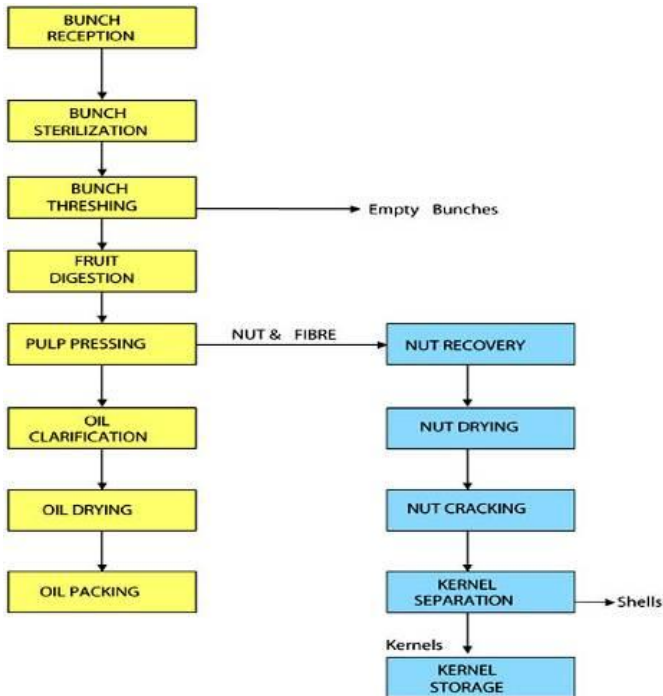 BUNCH
RECEPTION
BUNCH
STERILIZATION
BUNCH
THRESHING
Empty Bunches
FRUIT
DIGESTION
PULP PRESSING
NUT & FIBRE
NUT RECOVERY
OIL
CLARIFICATION
NUT DRYING
OIL DRYING
NUT CRACKING
OIL PACKING
KERNEL
SEPARATION
Shells
Kernels
KERNEL
STORAGE